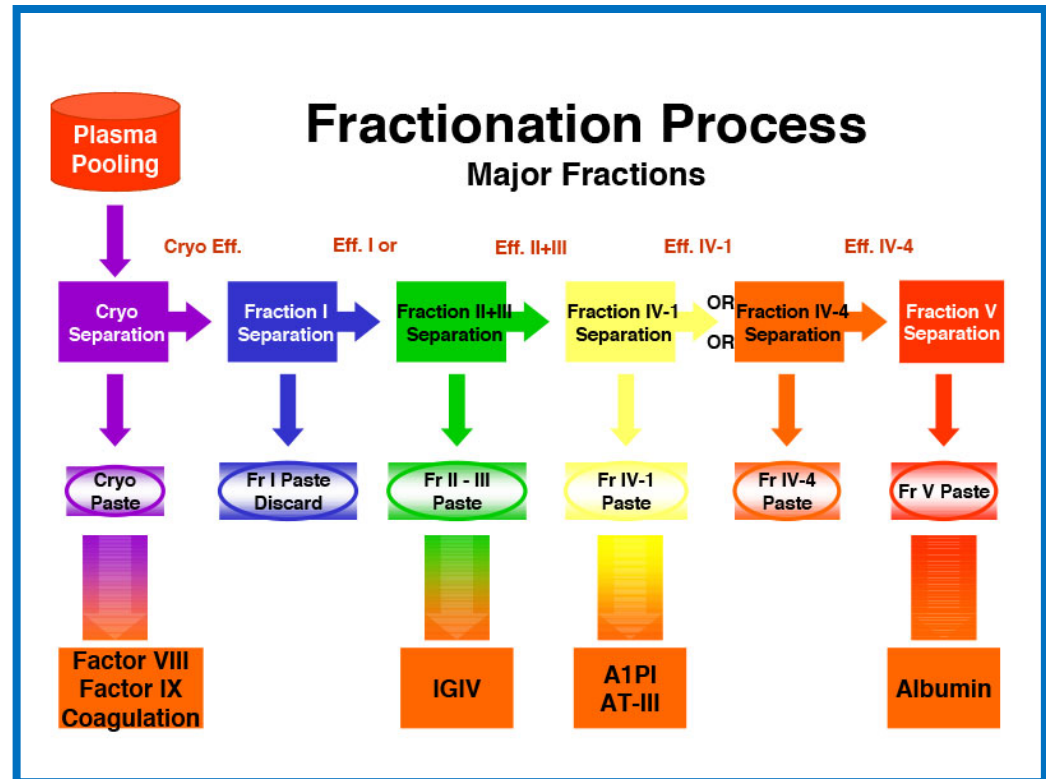 Plasma
Pooling
Fractionation Process
Major Fractions
Cryo Eff.
Eff. I or
Eff. II+III
Eff. IV-1
Eff. IV-4
Cryo
Separation
Fraction I
Separation
Fraction II+III
Separation
Fraction IV-1
Separation
OR
OR
Fraction IV-4
Separation
Fraction V
Separation
Cryo
Paste
Fr I Paste
Discard
Fr II - III
Paste
Fr IV-1
Paste
Fr IV-4
Paste
Fr V Paste
Factor VIII
Factor IX
Coagulation
IGIV
A1PI
AT-III
Albumin